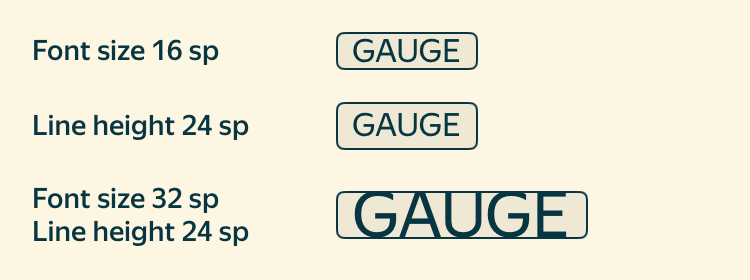 Font size 16 sp
GAUGE
Line height 24 sp
GAUGE
Font size 32 sp
Line height 24 sp
GAUGE